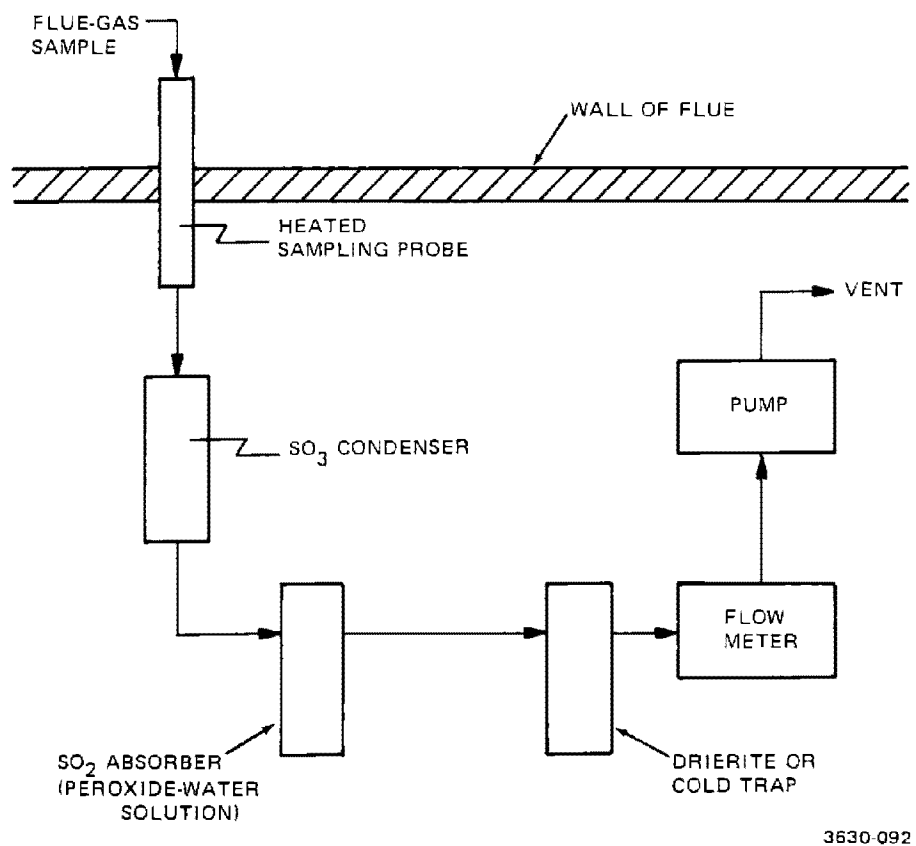 FLUE-GAS
SAMPLE
WALL OF FLUE
HEATED
SAMPLING PROBE
VENT
PUMP
SO₃ CONDENSER
FLOW
METER
SO₂ ABSORBER
(PEROXIDE-WATER
SOLUTION)
DRIERITE OR
COLD TRAP
3630-092